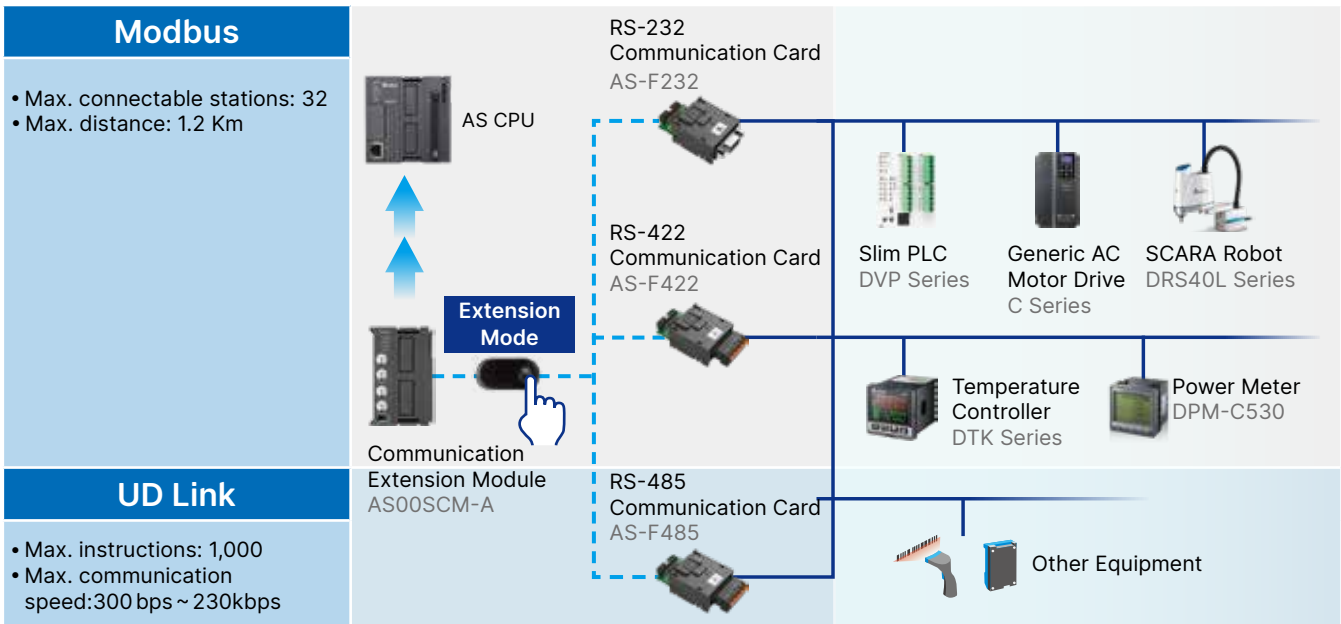 Modbus
• Max. connectable stations: 32
• Max. distance: 1.2 Km
UD Link
• Max. instructions: 1,000
• Max. communication
speed:300 bps ~ 230kbps
AS CPU
Extension
Mode
Communication
Extension Module
AS00SCM-A
RS-232
Communication Card
AS-F232
RS-422
Communication Card
AS-F422
RS-485
Communication Card
AS-F485
Slim PLC
DVP Series
Generic AC
Motor Drive
C Series
SCARA Robot
DRS40L Series
Temperature
Controller
DTK Series
Power Meter
DPM-C530
Other Equipment